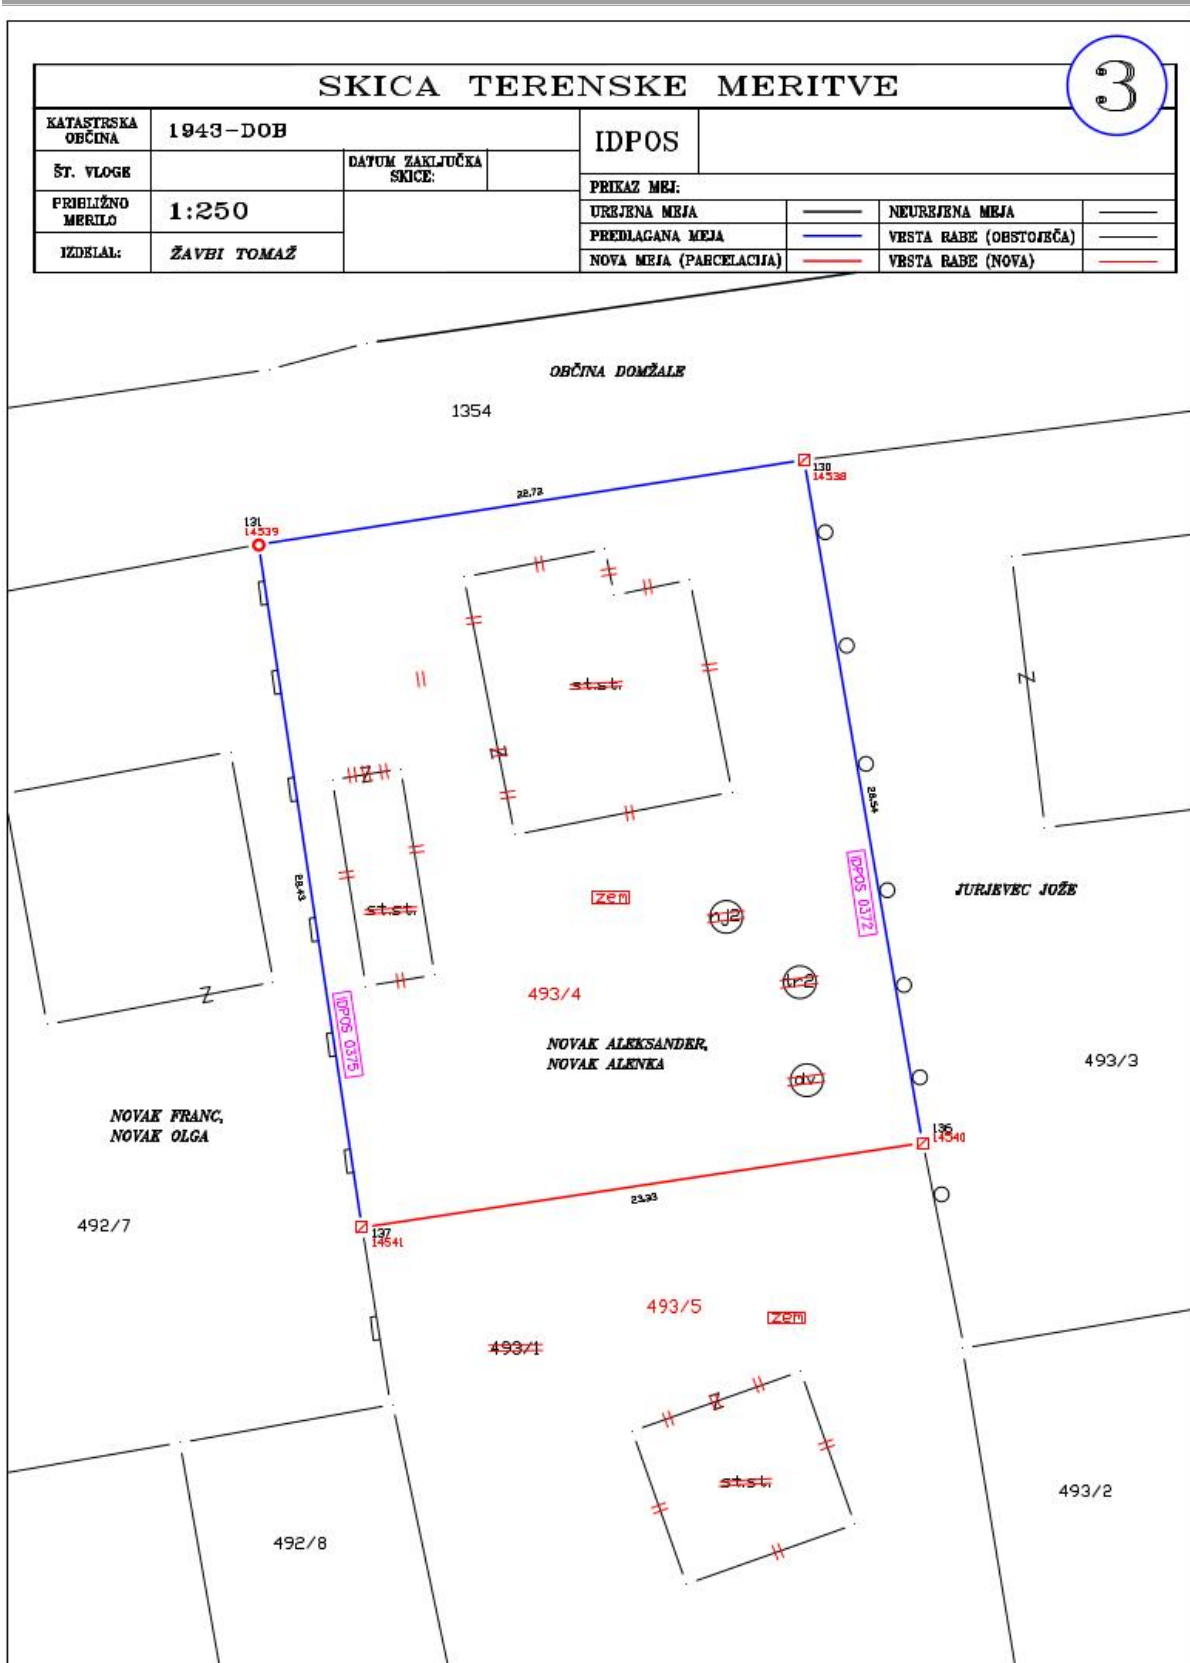 SKICA TERENSKE MERITVE
3
KATASTRSKA
OBČINA
1943-DOB
IDPOS
ŠT. VLOGE
DATUM ZAKLJUČKA
SKICE:
PRIBLIŽNO
MERILO
1:250
IZDELAL:
ŽAVBI TOMAŽ
PRIKAZ MEJ:
UREJENA MEJA
NEUREJENA MEJA
PREDLAGANA MEJA
VRSTA RABE (OBSTOJEČA)
NOVA MEJA (PARCELACIJA)
VRSTA RABE (NOVA)
OBČINA DOMŽALE
1354
130
14538
22.72
131
14539
st.st.
Z
Z
Z
28.54
28.43
IDPOS 0372
JURJEVEC JOŽE
zem
nj2
st.st.
tr2
493/4
Z
IDPOS 0375
NOVAK ALEKSANDER,
NOVAK ALENKA
493/3
dv
NOVAK FRANC,
NOVAK OLGA
136
14540
23.93
492/7
137
14541
493/5
zem
493/1
Z
st.st.
493/2
492/8